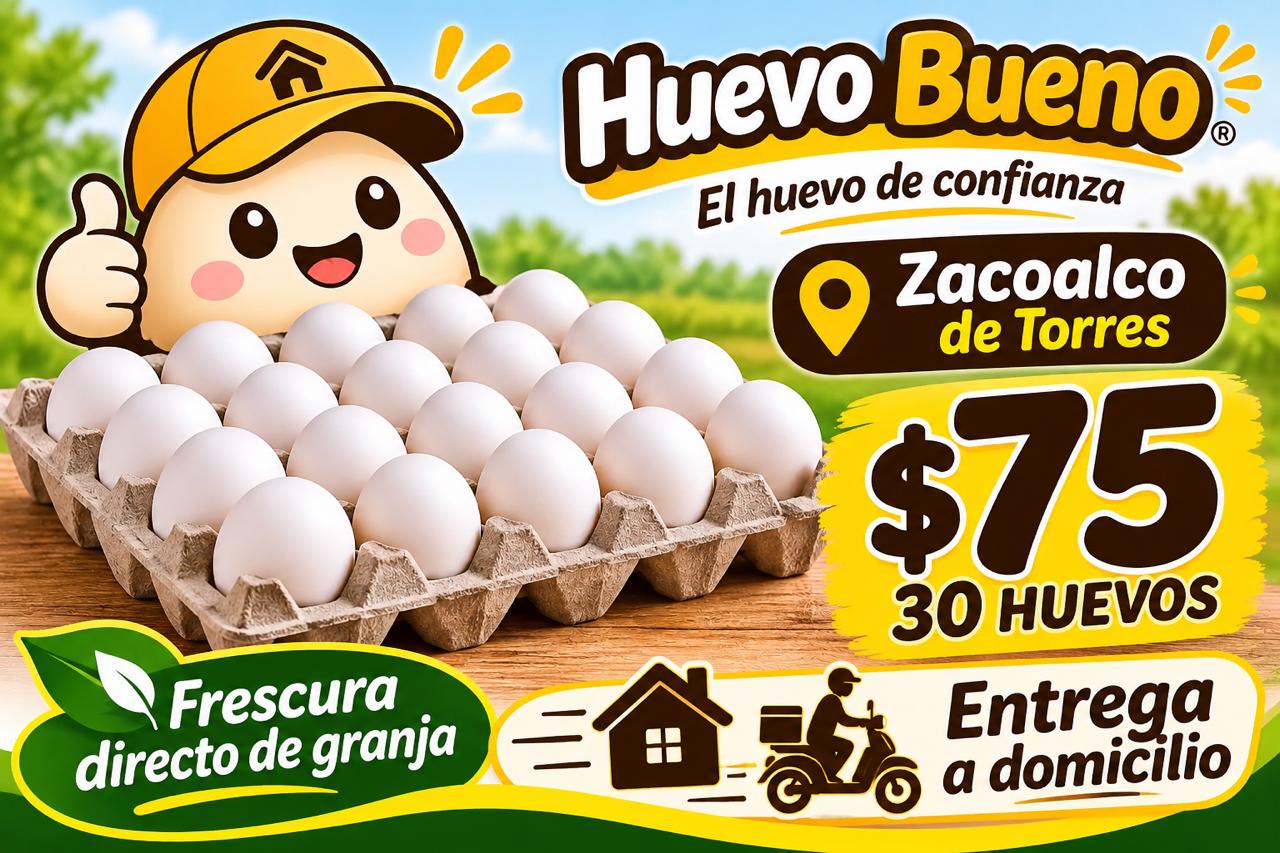 Huevo Bueno®
El huevo de confianza
Zacoalco
de Torres
$75
30 HUEVOS
Frescura
directo de granja
Entrega
a domicilio